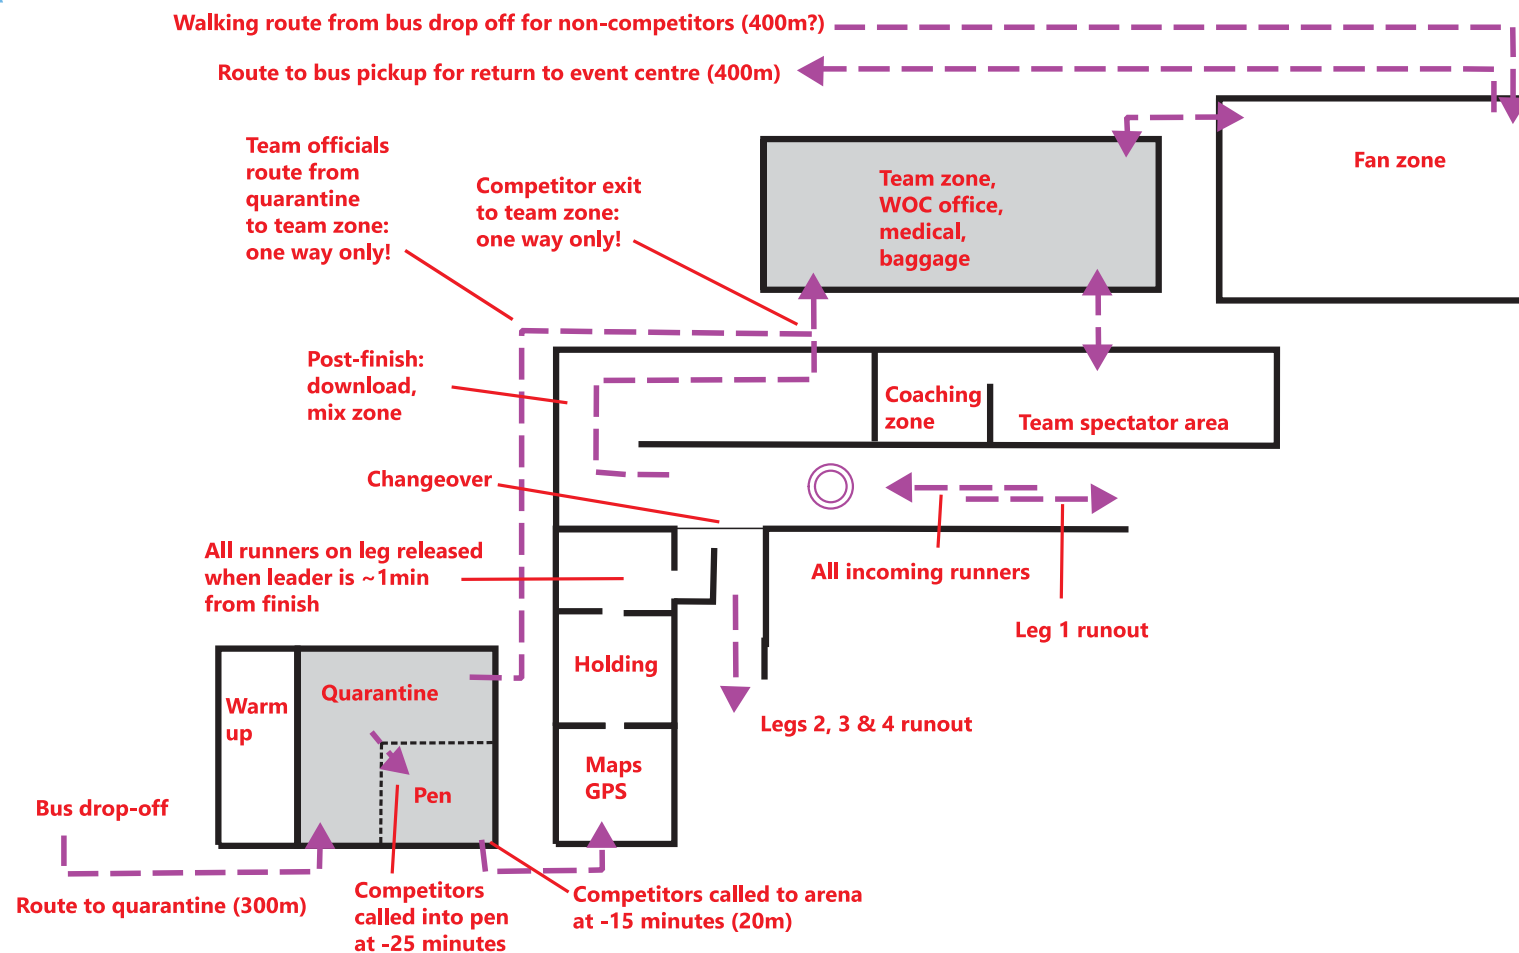 Walking route from bus drop off for non-competitors (400m?)
Route to bus pickup for return to event centre (400m)
Team officials
route from
quarantine
to team zone:
one way only!
Competitor exit
to team zone:
one way only!
Team zone,
WOC office,
medical,
baggage
Fan zone
Post-finish:
download,
mix zone
Coaching
zone
Team spectator area
Changeover
All runners on leg released
when leader is ~1min
from finish
All incoming runners
Leg 1 runout
Holding
Quarantine
Warm
up
Legs 2, 3 & 4 runout
Maps
GPS
Pen
Bus drop-off
Route to quarantine (300m)
Competitors
called into pen
at -25 minutes
Competitors called to arena
at -15 minutes (20m)